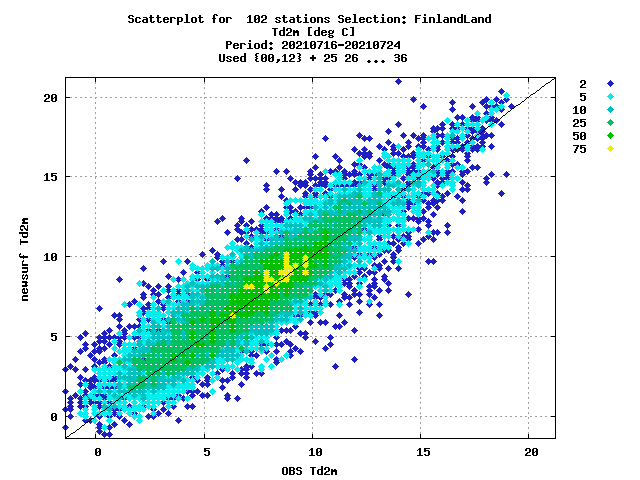 Scatterplot for  102 stations Selection: FinlandLand
Td2m [deg C]
Period: 20210716-20210724
Used {00,12} + 25 26 ... 36
2
5
10
25
50
75
20
15
10
5
0
newsurf Td2m
0 5 10 15 20
OBS Td2m